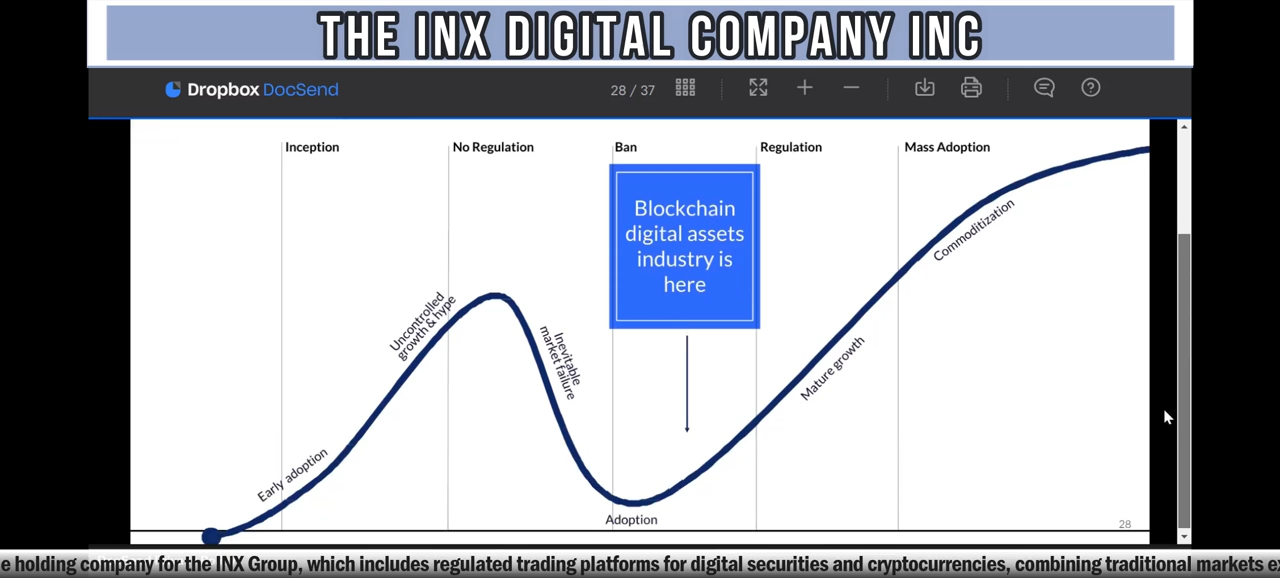 THE INX DIGITAL COMPANY INC
Dropbox DocSend
28 / 37
Inception
No Regulation
Ban
Regulation
Mass Adoption
Blockchain
digital assets
industry is
here
Early adoption
Uncontrolled
growth & hype
Inevitable
market failure
Adoption
Mature growth
Commoditization
28
e holding company for the INX Group, which includes regulated trading platforms for digital securities and cryptocurrencies, combining traditional markets e